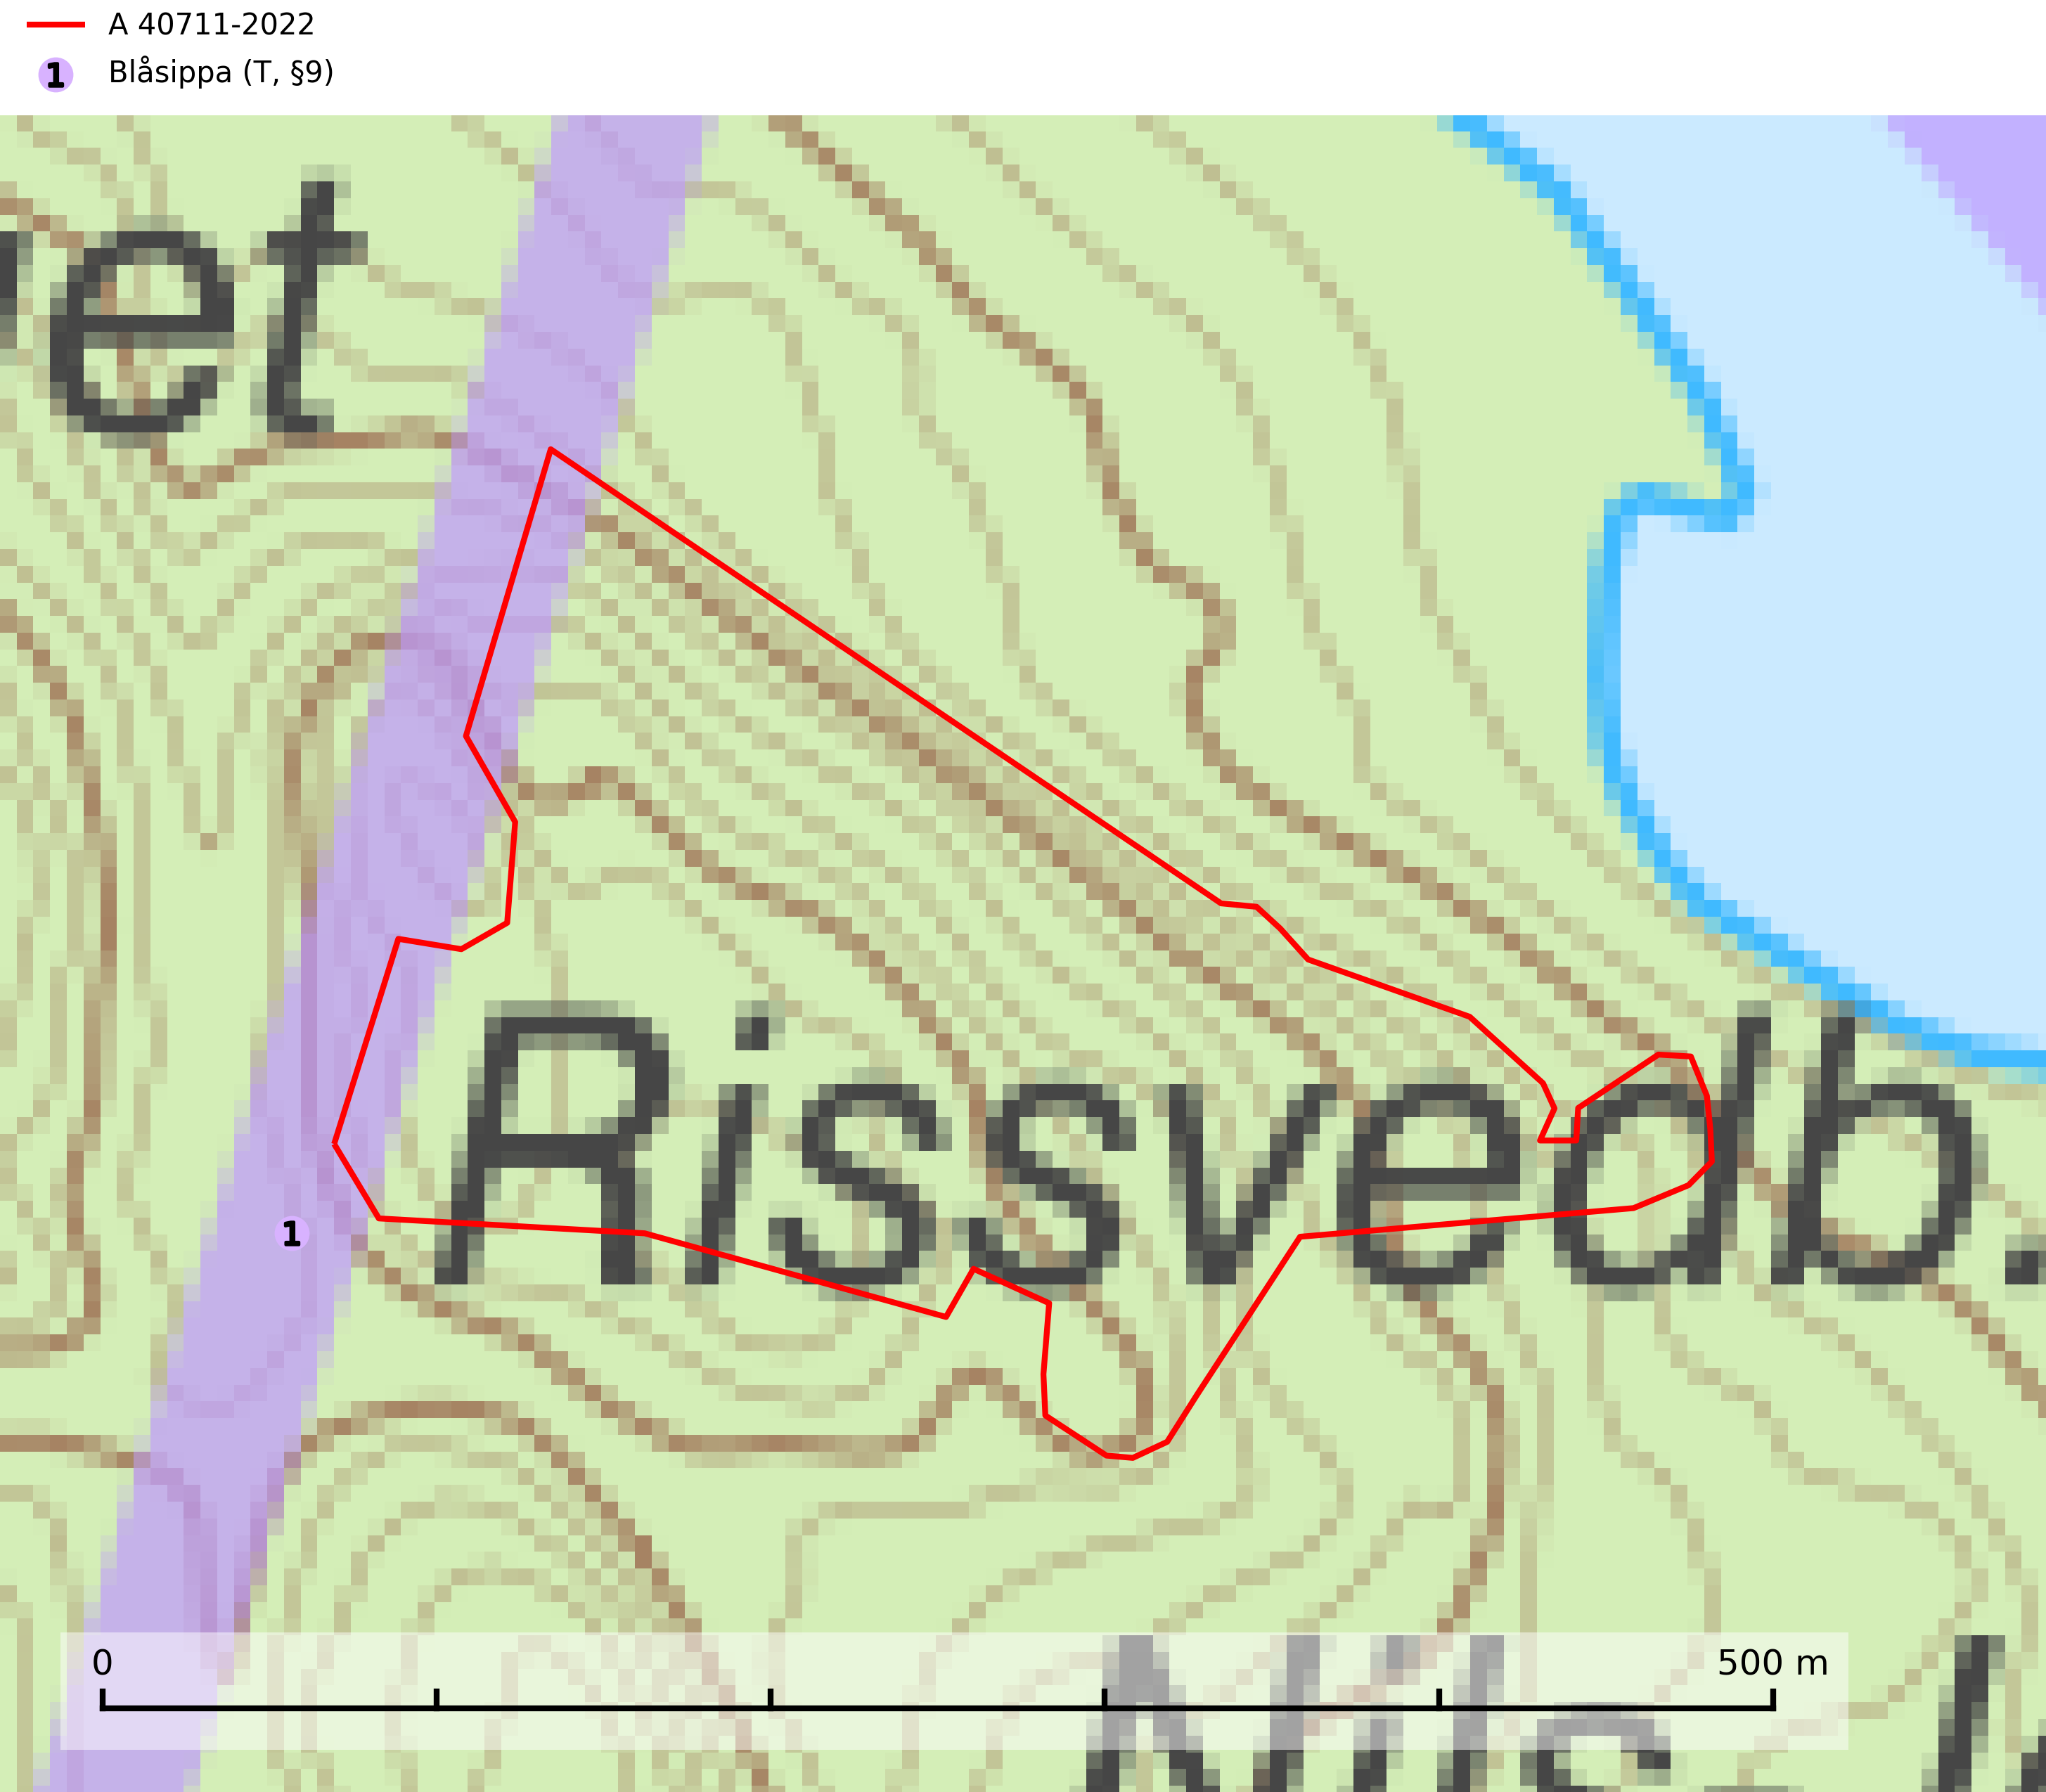 A 40711-2022
1 Blåsippa (T, §9)
et
Rissvedb.
1
0 500 m